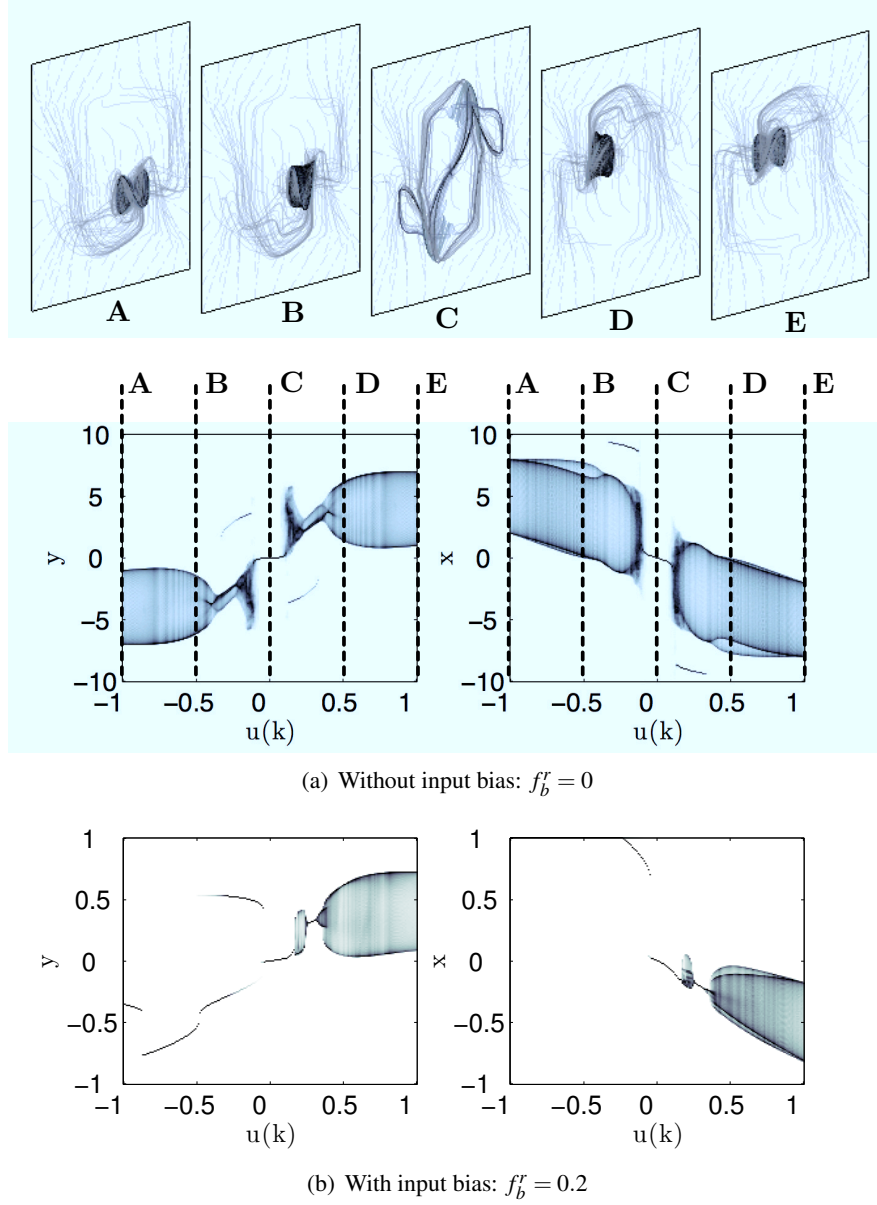 A B C D E
A B C D E A B C D E
10
5
0
−5
−10
y
−1 −0.5 0 0.5 1
u(k)
10
5
0
−5
−10
x
−1 −0.5 0 0.5 1
u(k)
(a) Without input bias: f_b^r = 0
1
0.5
0
−0.5
−1
y
−1 −0.5 0 0.5 1
u(k)
1
0.5
0
−0.5
−1
x
−1 −0.5 0 0.5 1
u(k)
(b) With input bias: f_b^r = 0.2